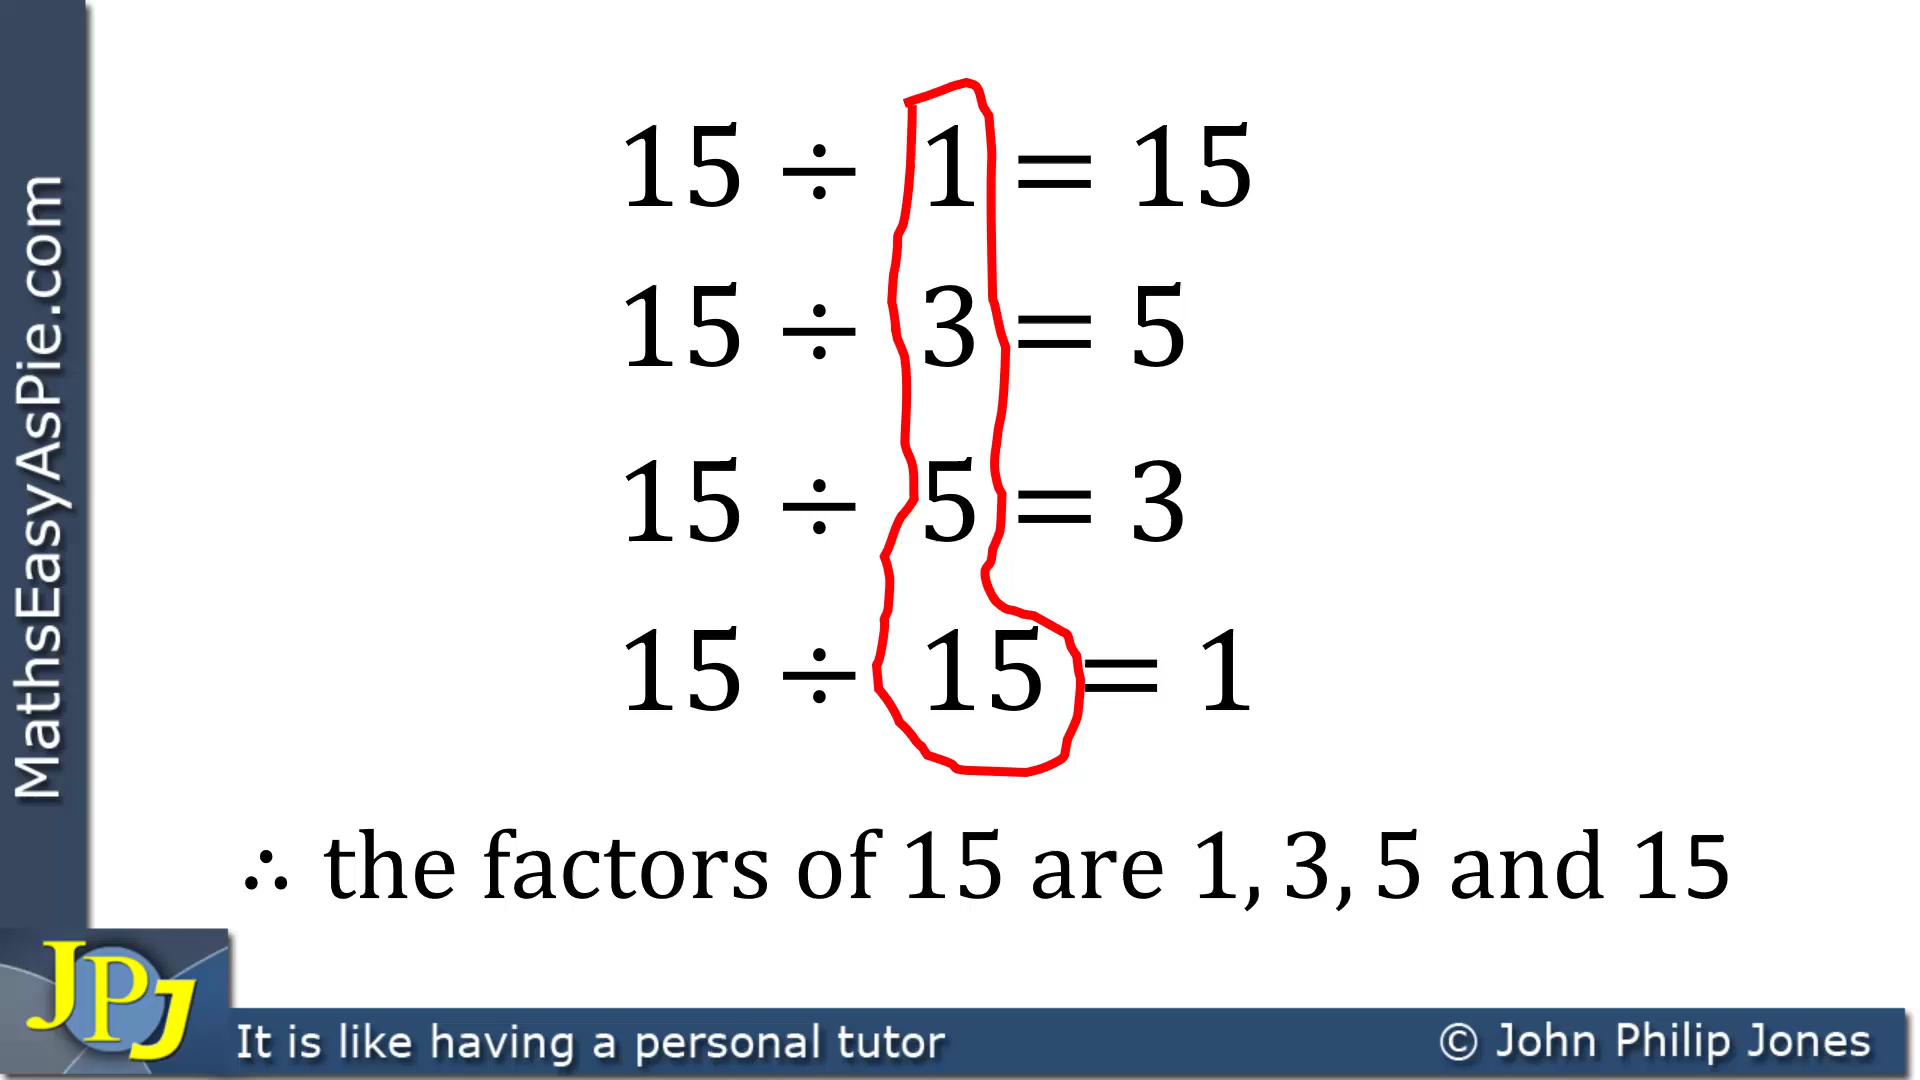 15 ÷ 1 = 15
15 ÷ 3 = 5
15 ÷ 5 = 3
15 ÷ 15 = 1
∴ the factors of 15 are 1, 3, 5 and 15
MathsEasyAsPie.com
JPJ
It is like having a personal tutor
© John Philip Jones